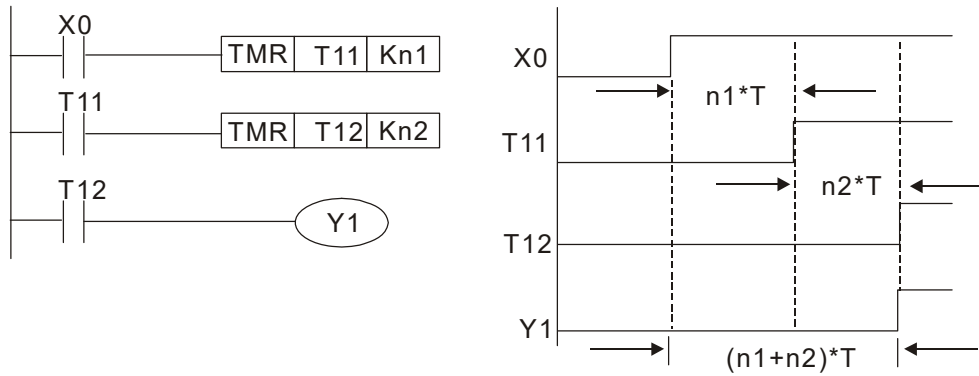 X0
TMR T11 Kn1
T11
TMR T12 Kn2
T12
Y1
X0
n1*T
T11
n2*T
T12
Y1
(n1+n2)*T